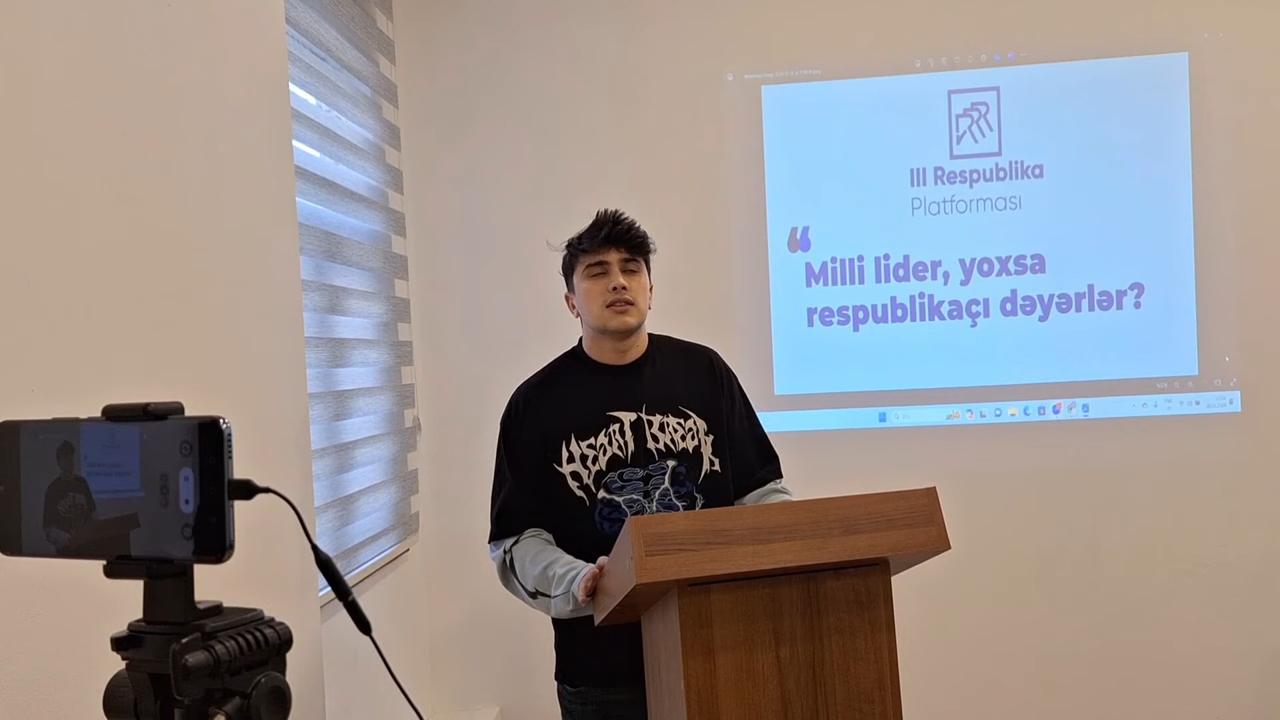 III Respublika
Platforması
Milli lider, yoxsa
respublikaçı dəyərlər?
HEART BREAK